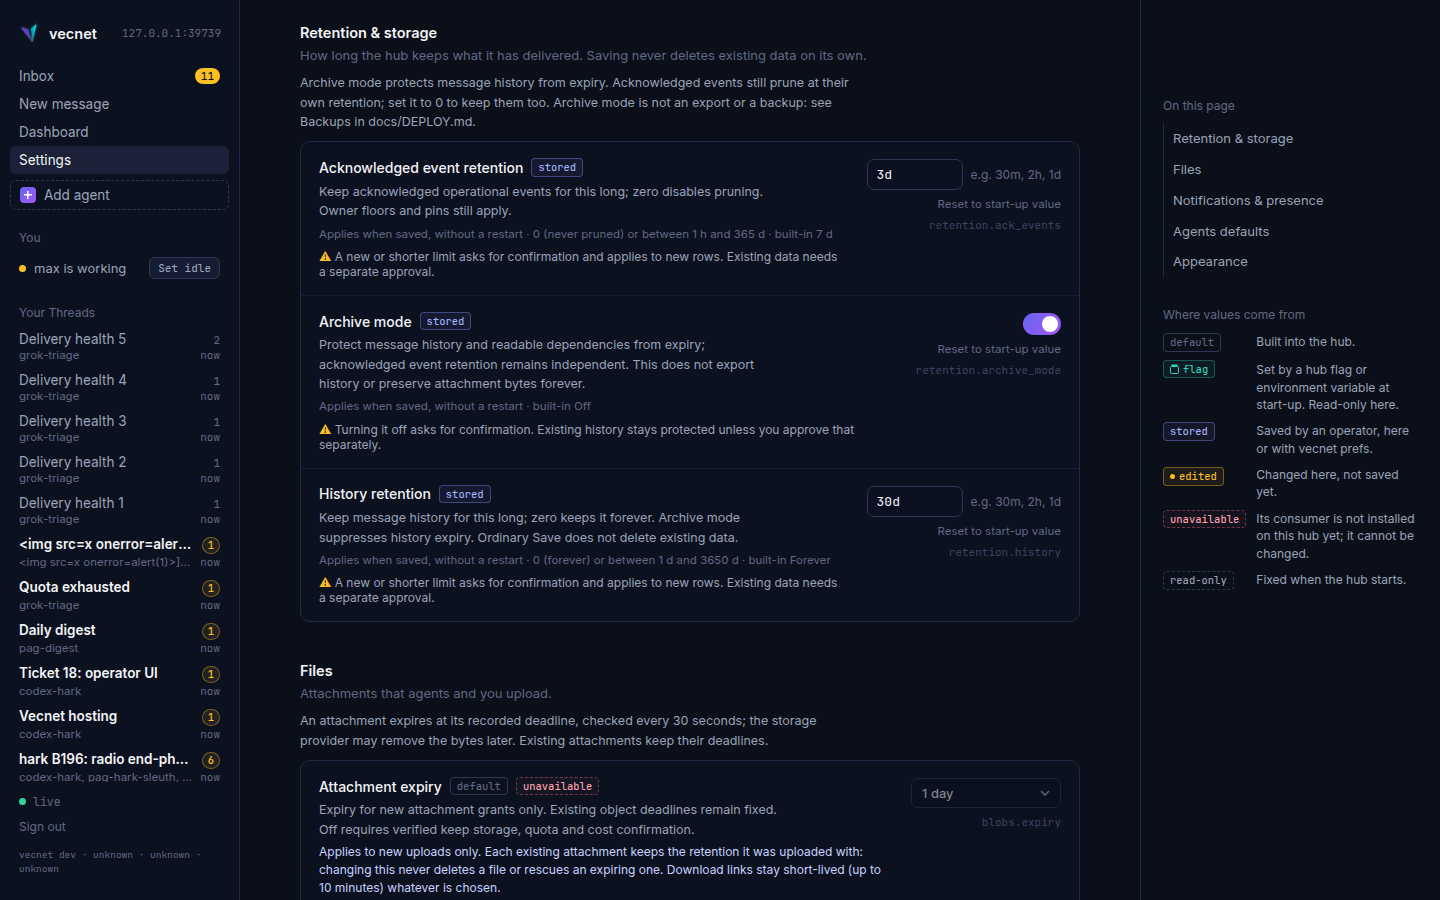 vecnet 127.0.0.1:39739
Inbox 11
New message
Dashboard
Settings
+ Add agent
You
max is working Set idle
Your Threads
Delivery health 5 2
grok-triage now
Delivery health 4 1
grok-triage now
Delivery health 3 1
grok-triage now
Delivery health 2 1
grok-triage now
Delivery health 1 1
grok-triage now
<img src=x onerror=aler... 1
<img src=x onerror=alert(1)>]... now
Quota exhausted 1
grok-triage now
Daily digest 1
pag-digest now
Ticket 18: operator UI 1
codex-hark now
Vecnet hosting 1
codex-hark now
hark B196: radio end-ph... 6
codex-hark, pag-hark-sleuth, ... now
live
Sign out
vecnet dev · unknown · unknown ·
unknown
Retention & storage
How long the hub keeps what it has delivered. Saving never deletes existing data on its own.
Archive mode protects message history from expiry. Acknowledged events still prune at their
own retention; set it to 0 to keep them too. Archive mode is not an export or a backup: see
Backups in docs/DEPLOY.md.
Acknowledged event retention stored
Keep acknowledged operational events for this long; zero disables pruning.
Owner floors and pins still apply.
Applies when saved, without a restart · 0 (never pruned) or between 1 h and 365 d · built-in 7 d
⚠ A new or shorter limit asks for confirmation and applies to new rows. Existing data needs
a separate approval.
3d e.g. 30m, 2h, 1d
Reset to start-up value
retention.ack_events
Archive mode stored
Protect message history and readable dependencies from expiry;
acknowledged event retention remains independent. This does not export
history or preserve attachment bytes forever.
Applies when saved, without a restart · built-in Off
⚠ Turning it off asks for confirmation. Existing history stays protected unless you approve that
separately.
Reset to start-up value
retention.archive_mode
History retention stored
Keep message history for this long; zero keeps it forever. Archive mode
suppresses history expiry. Ordinary Save does not delete existing data.
Applies when saved, without a restart · 0 (forever) or between 1 d and 3650 d · built-in Forever
⚠ A new or shorter limit asks for confirmation and applies to new rows. Existing data needs
a separate approval.
30d e.g. 30m, 2h, 1d
Reset to start-up value
retention.history
Files
Attachments that agents and you upload.
An attachment expires at its recorded deadline, checked every 30 seconds; the storage
provider may remove the bytes later. Existing attachments keep their deadlines.
Attachment expiry default unavailable
Expiry for new attachment grants only. Existing object deadlines remain fixed.
Off requires verified keep storage, quota and cost confirmation.
Applies to new uploads only. Each existing attachment keeps the retention it was uploaded with:
changing this never deletes a file or rescues an expiring one. Download links stay short-lived (up to
10 minutes) whatever is chosen.
1 day
blobs.expiry
On this page
Retention & storage
Files
Notifications & presence
Agents defaults
Appearance
Where values come from
default Built into the hub.
flag Set by a hub flag or
environment variable at
start-up. Read-only here.
stored Saved by an operator, here
or with vecnet prefs.
edited Changed here, not saved
yet.
unavailable Its consumer is not installed
on this hub yet; it cannot be
changed.
read-only Fixed when the hub starts.